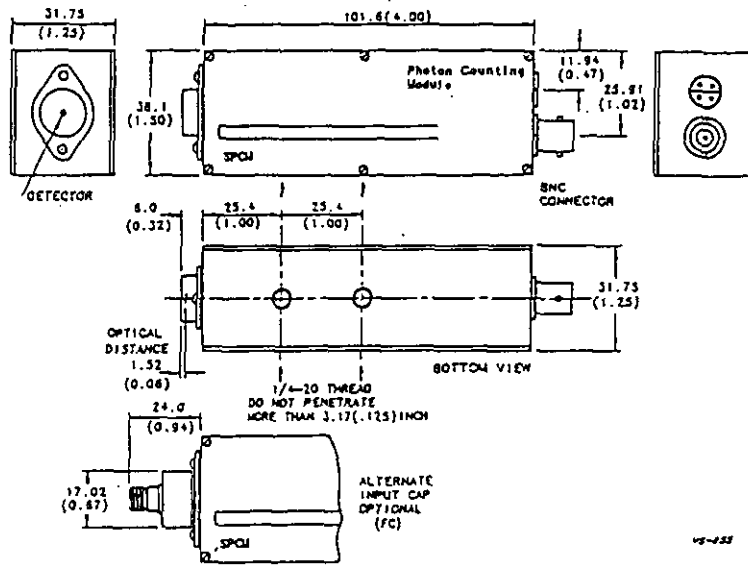 31.75
(1.25)
101.6(4.00)
38.1
(1.50)
Photon Counting
Module
11.94
(0.47)
25.91
(1.02)
SPCM
DETECTOR
BNC
CONNECTOR
8.0
(0.32)
25.4
(1.00)
25.4
(1.00)
31.75
(1.25)
OPTICAL
DISTANCE
1.52
(0.06)
BOTTOM VIEW
1/4-20 THREAD
DO NOT PENETRATE
MORE THAN 3.17(.125)INCH
24.0
(0.94)
17.02
(0.67)
SPCM
ALTERNATE
INPUT CAP
OPTIONAL
(FC)